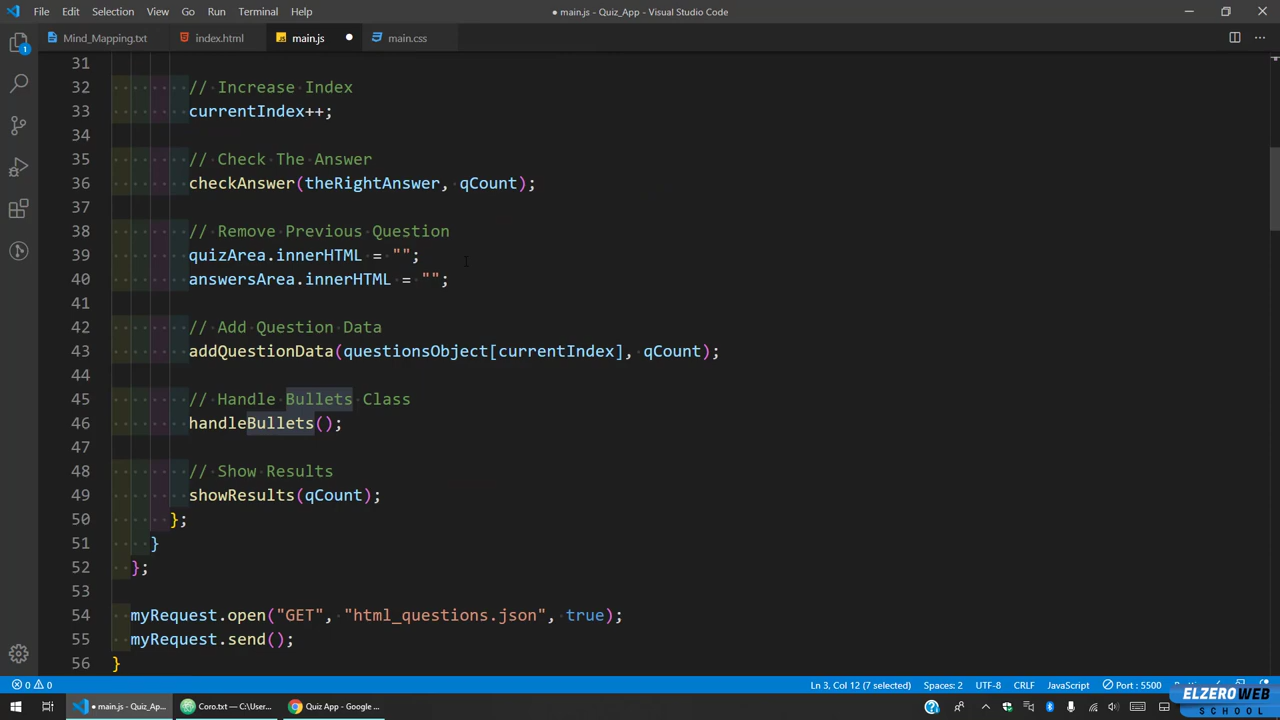 File Edit Selection View Go Run Terminal Help
● main.js - Quiz_App - Visual Studio Code
Mind_Mapping.txt index.html main.js ● main.css
31
32 // Increase Index
33 currentIndex++;
34
35 // Check The Answer
36 checkAnswer(theRightAnswer, qCount);
37
38 // Remove Previous Question
39 quizArea.innerHTML = "";
40 answersArea.innerHTML = "";
41
42 // Add Question Data
43 addQuestionData(questionsObject[currentIndex], qCount);
44
45 // Handle Bullets Class
46 handleBullets();
47
48 // Show Results
49 showResults(qCount);
50 };
51 }
52 };
53
54 myRequest.open("GET", "html_questions.json", true);
55 myRequest.send();
56 }
0 0 Ln 3, Col 12 (7 selected) Spaces: 2 UTF-8 CRLF JavaScript Port : 5500
● main.js - Quiz_Ap... Coro.txt — C:\User... Quiz App - Google ...
ELZEROWEB
SCHOOL